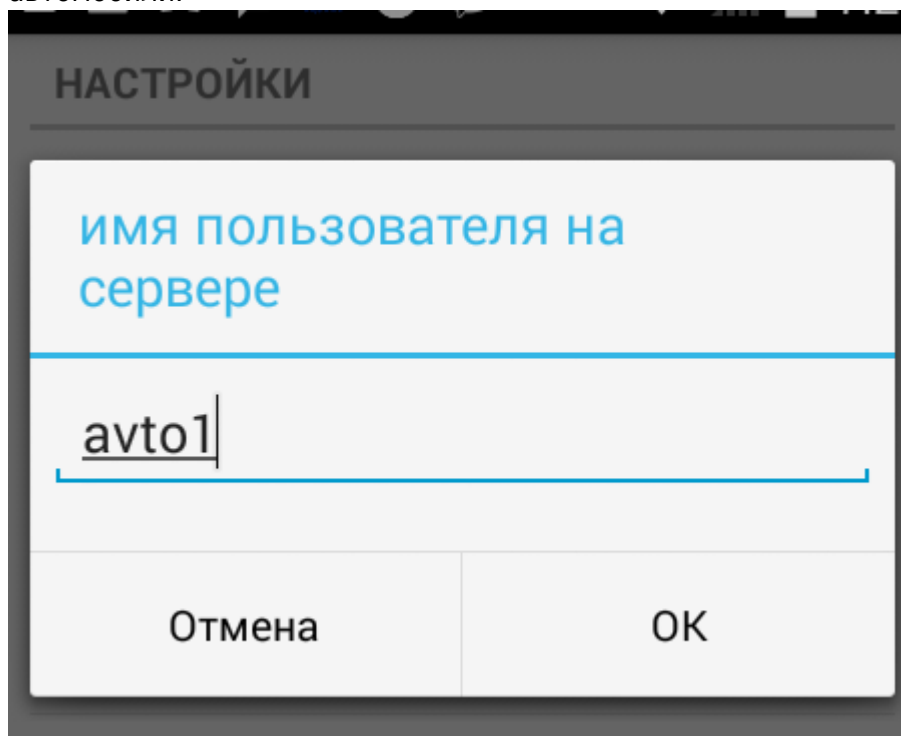 НАСТРОЙКИ
имя пользователя на
сервере
avto1
Отмена
ОК